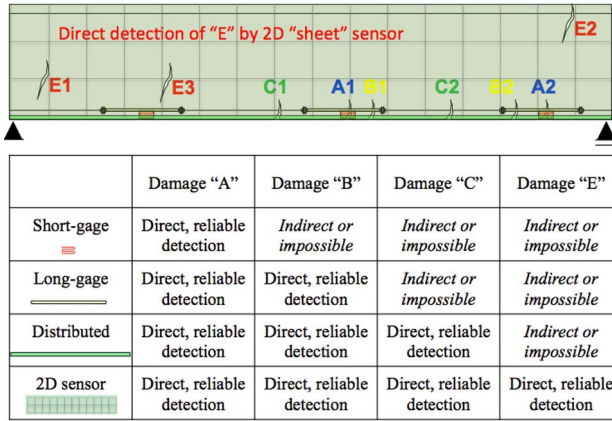 Direct detection of "E" by 2D "sheet" sensor
E2
E1
E3
C1
A1
B1
C2
B2
A2
Damage "A"
Damage "B"
Damage "C"
Damage "E"
Short-gage
Direct, reliable
detection
Indirect or
impossible
Indirect or
impossible
Indirect or
impossible
Long-gage
Direct, reliable
detection
Direct, reliable
detection
Indirect or
impossible
Indirect or
impossible
Distributed
Direct, reliable
detection
Direct, reliable
detection
Direct, reliable
detection
Indirect or
impossible
2D sensor
Direct, reliable
detection
Direct, reliable
detection
Direct, reliable
detection
Direct, reliable
detection